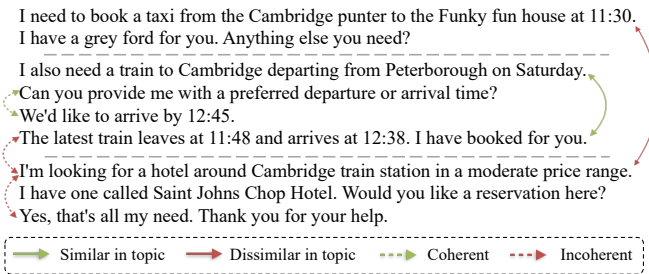 I need to book a taxi from the Cambridge punter to the Funky fun house at 11:30.
I have a grey ford for you. Anything else you need?
I also need a train to Cambridge departing from Peterborough on Saturday.
Can you provide me with a preferred departure or arrival time?
We'd like to arrive by 12:45.
The latest train leaves at 11:48 and arrives at 12:38. I have booked for you.
I'm looking for a hotel around Cambridge train station in a moderate price range.
I have one called Saint Johns Chop Hotel. Would you like a reservation here?
Yes, that's all my need. Thank you for your help.
Similar in topic Dissimilar in topic Coherent Incoherent